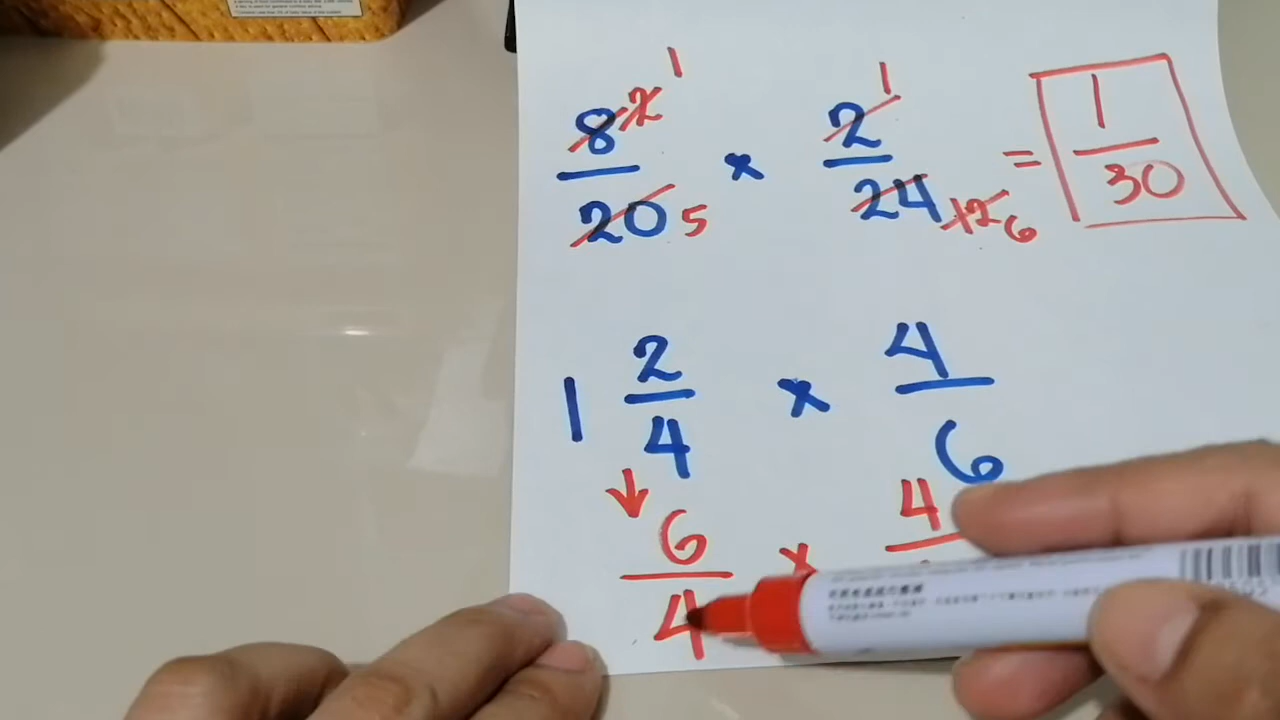 8 2 1 2 1
— × — = 1/30
20 5 24 12 6
1 2/4 × 4/6
↓
6/4 × 4